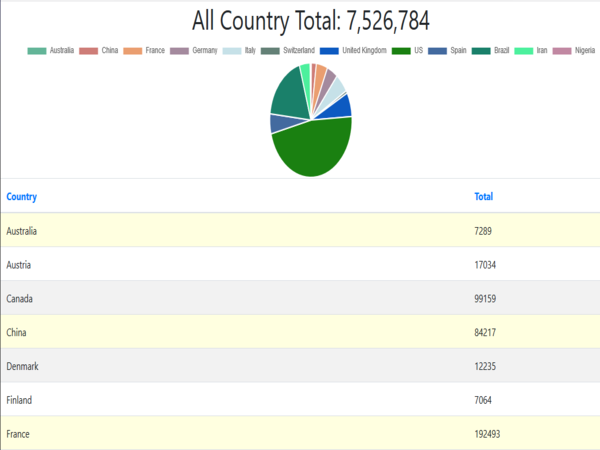 All Country Total: 7,526,784
Australia China France Germany Italy Switzerland United Kingdom US Spain Brazil Iran Nigeria
Country Total
Australia 7289
Austria 17034
Canada 99159
China 84217
Denmark 12235
Finland 7064
France 192493